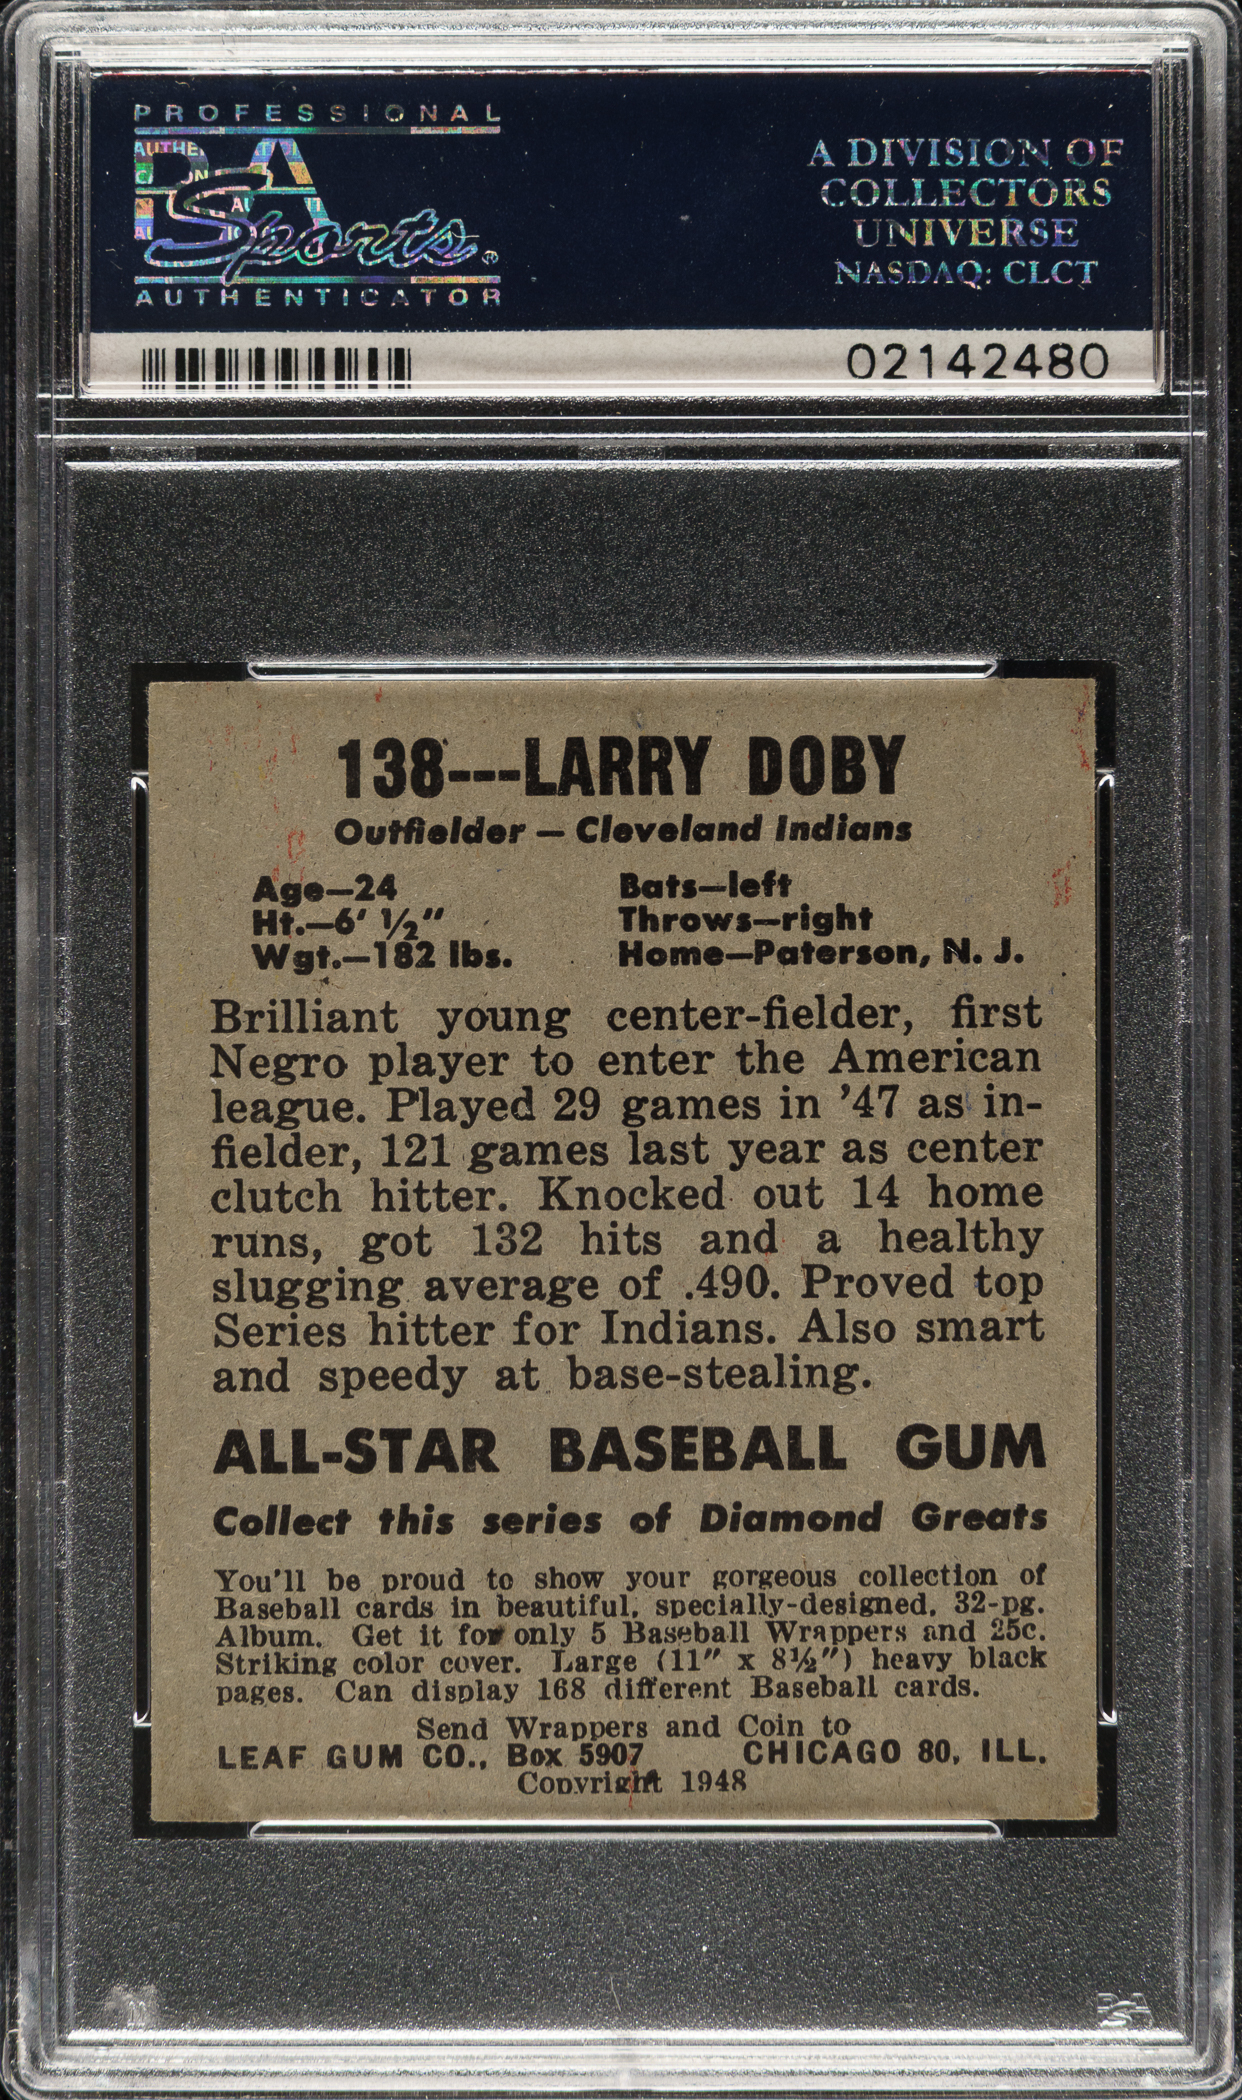 PROFESSIONAL
PSA
Sports
AUTHENTICATOR
A DIVISION OF
COLLECTORS
UNIVERSE
NASDAQ: CLCT
02142480
138---LARRY DOBY
Outfielder — Cleveland Indians
Age—24
Ht.—6' ½"
Wgt.—182 lbs.
Bats—left
Throws—right
Home—Paterson, N. J.
Brilliant young center-fielder, first
Negro player to enter the American
league. Played 29 games in '47 as in-
fielder, 121 games last year as center
clutch hitter. Knocked out 14 home
runs, got 132 hits and a healthy
slugging average of .490. Proved top
Series hitter for Indians. Also smart
and speedy at base-stealing.
ALL-STAR BASEBALL GUM
Collect this series of Diamond Greats
You'll be proud to show your gorgeous collection of
Baseball cards in beautiful, specially-designed, 32-pg.
Album. Get it for only 5 Baseball Wrappers and 25c.
Striking color cover. Large (11" x 8½") heavy black
pages. Can display 168 different Baseball cards.
Send Wrappers and Coin to
LEAF GUM CO., Box 5907 CHICAGO 80, ILL.
Copyright 1948
PSA